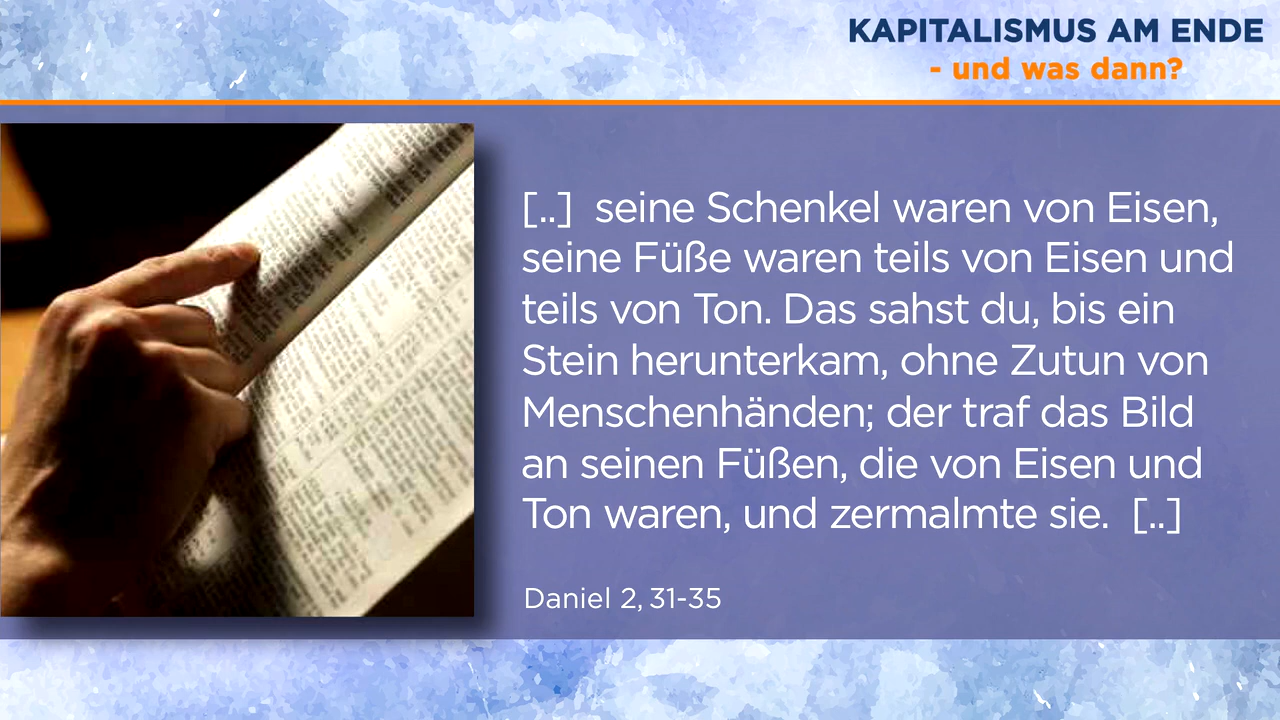 KAPITALISMUS AM ENDE
- und was dann?
[..] seine Schenkel waren von Eisen,
seine Füße waren teils von Eisen und
teils von Ton. Das sahst du, bis ein
Stein herunterkam, ohne Zutun von
Menschenhänden; der traf das Bild
an seinen Füßen, die von Eisen und
Ton waren, und zermalmte sie. [..]
Daniel 2, 31-35